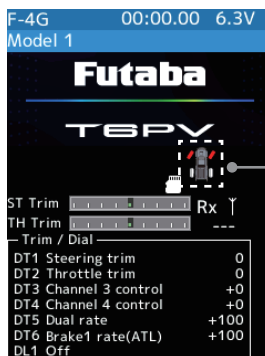 F-4G 00:00.00 6.3V
Model 1
Futaba
T6PV
ST Trim Rx
TH Trim ---
Trim / Dial
DT1 Steering trim 0
DT2 Throttle trim 0
DT3 Channel 3 control +0
DT4 Channel 4 control +0
DT5 Dual rate +100
DT6 Brake1 rate(ATL) +100
DL1 Off